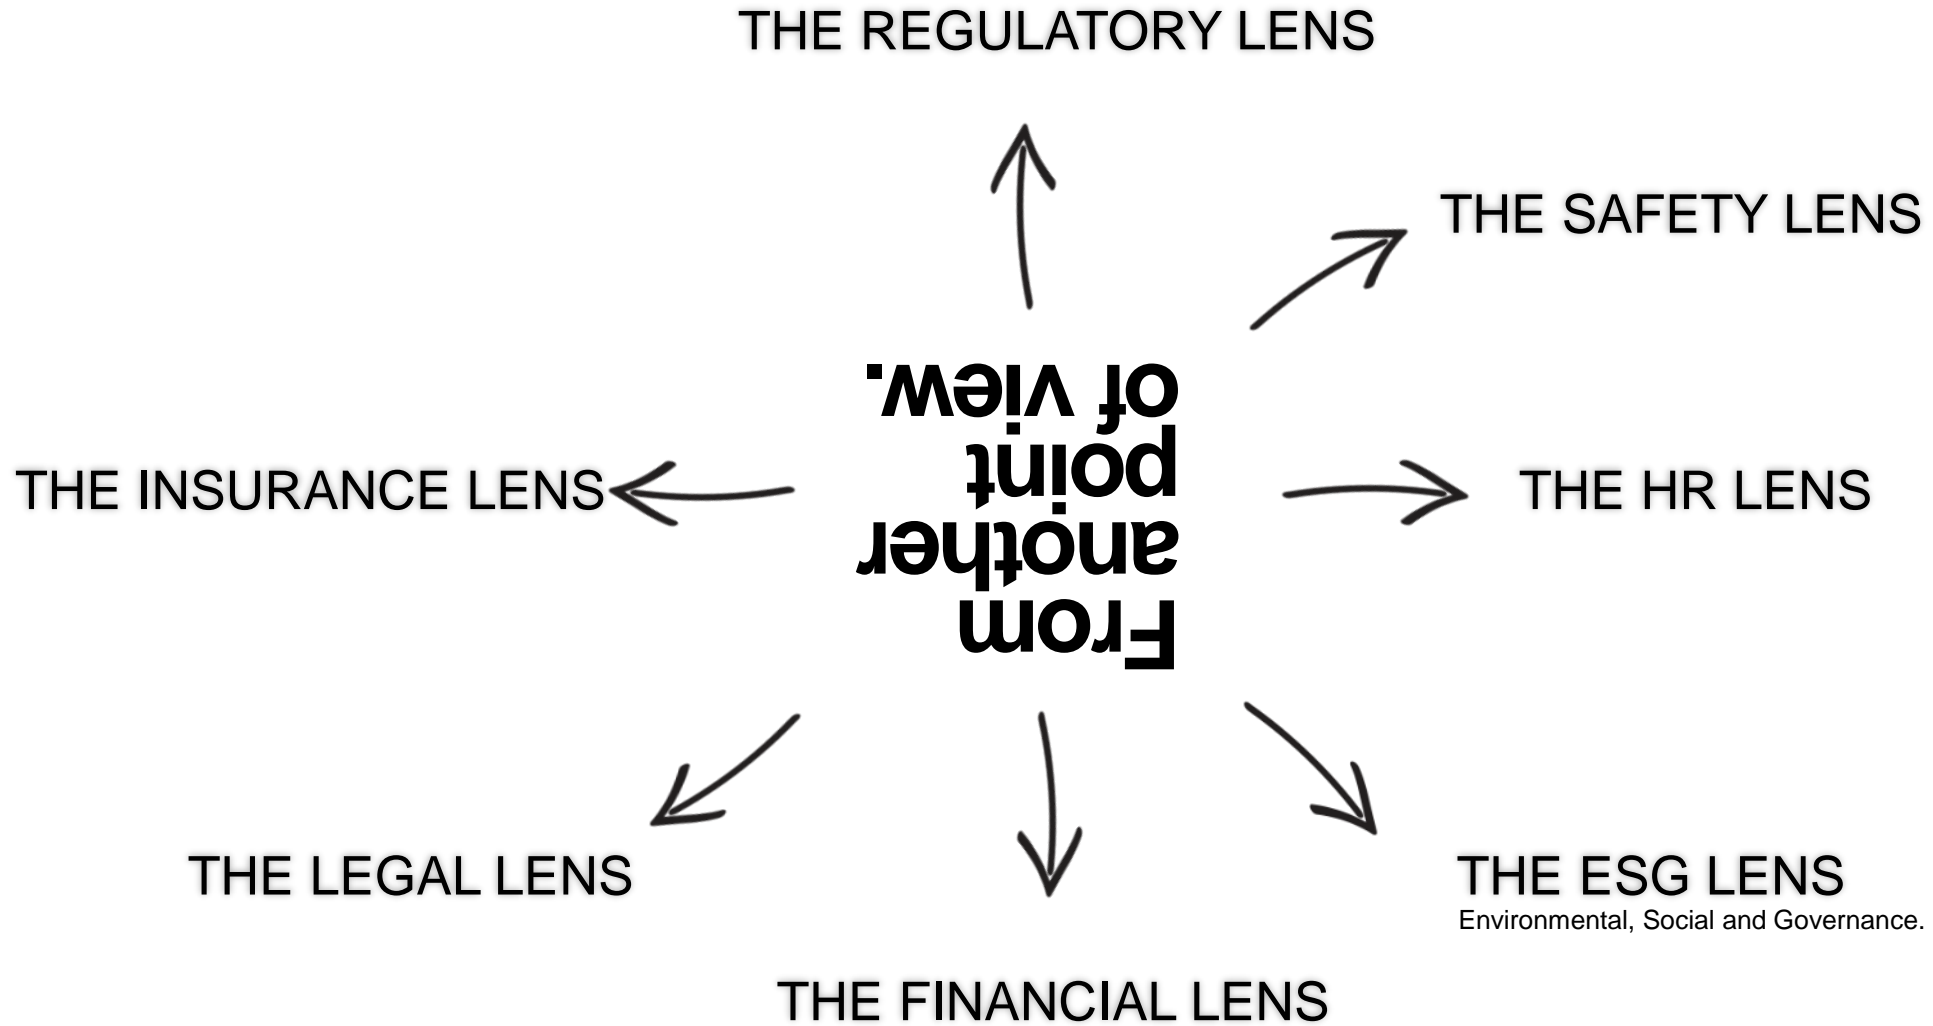 THE REGULATORY LENS
THE SAFETY LENS
From
another
point
of view.
THE INSURANCE LENS
THE HR LENS
THE LEGAL LENS
THE ESG LENS
Environmental, Social and Governance.
THE FINANCIAL LENS